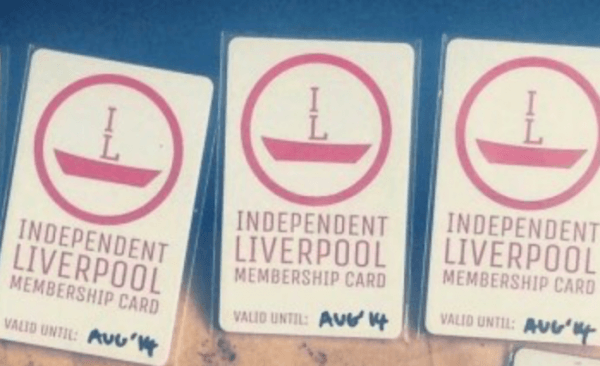 I
L
INDEPENDENT
LIVERPOOL
MEMBERSHIP CARD
VALID UNTIL: AUG'14
I
L
INDEPENDENT
LIVERPOOL
MEMBERSHIP CARD
VALID UNTIL: AUG'14
I
L
INDEPENDENT
LIVERPOOL
MEMBERSHIP CARD
VALID UNTIL: AUG'14